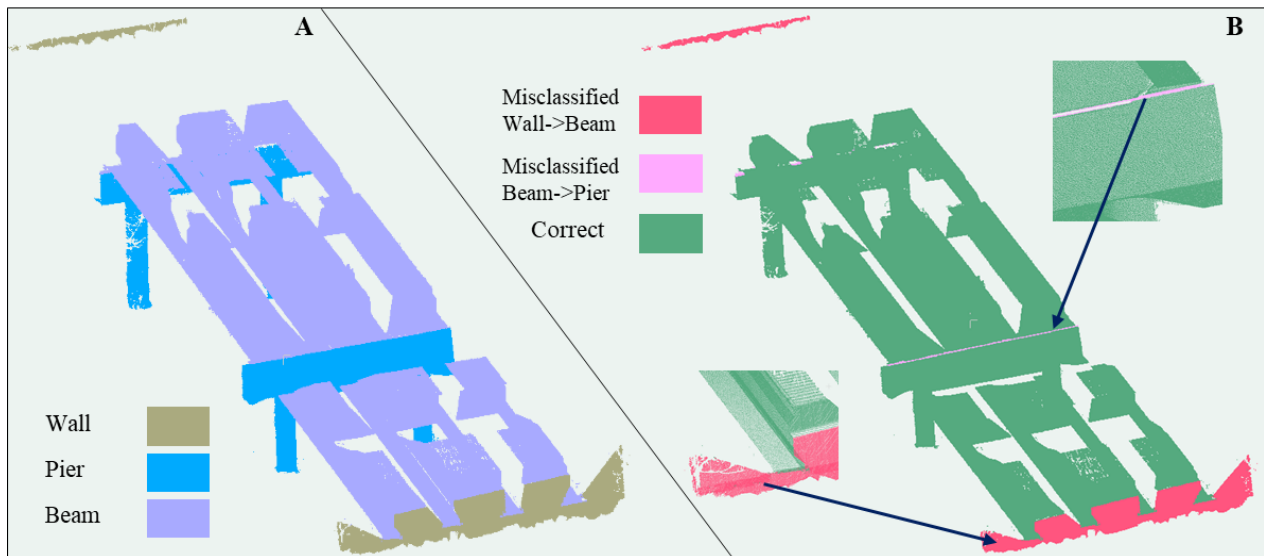 A
B
Misclassified
Wall->Beam
Misclassified
Beam->Pier
Correct
Wall
Pier
Beam